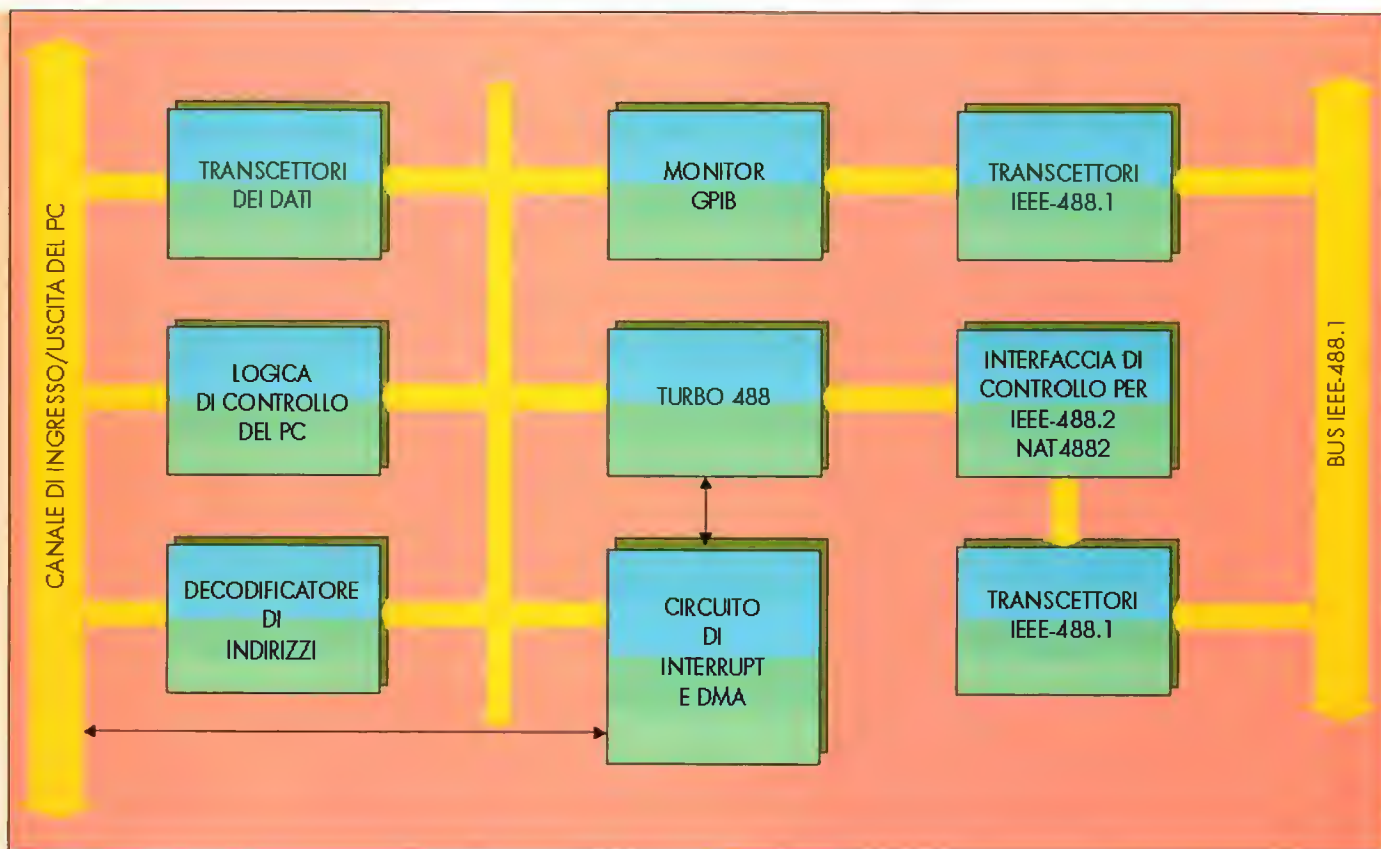 CANALE DI INGRESSO/USCITA DEL PC
TRANSCETTORI
DEI DATI
MONITOR
GPIB
TRANSCETTORI
IEEE-488.1
LOGICA
DI CONTROLLO
DEL PC
TURBO 488
INTERFACCIA DI
CONTROLLO PER
IEEE-488.2
NAT4882
DECODIFICATORE
DI
INDIRIZZI
CIRCUITO
DI
INTERRUPT
E DMA
TRANSCETTORI
IEEE-488.1
BUS IEEE-488.1